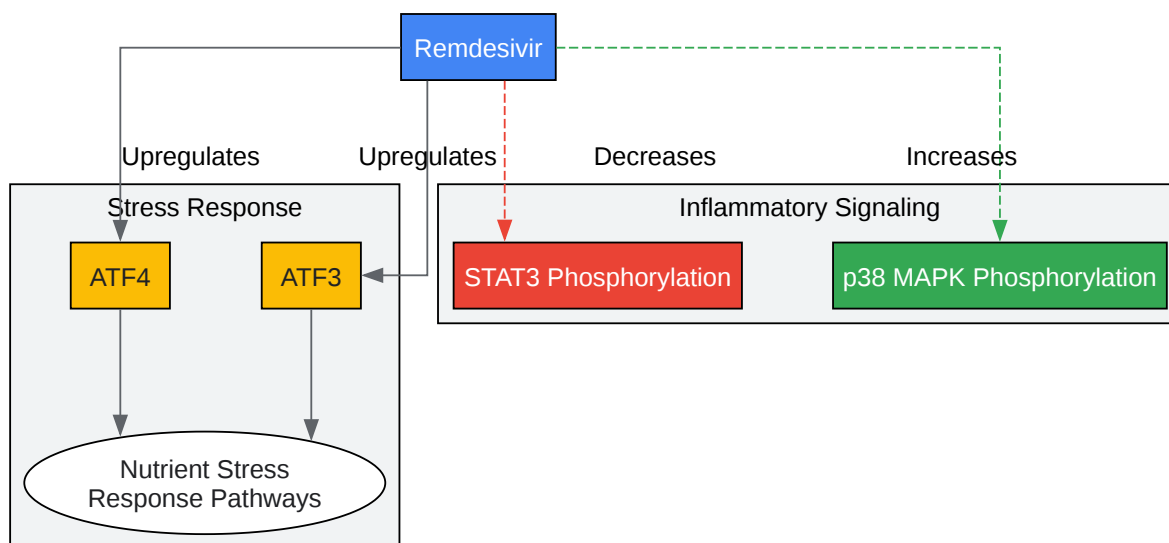 Remdesivir
Upregulates
Upregulates
Decreases
Increases
Stress Response
Inflammatory Signaling
ATF4
ATF3
STAT3 Phosphorylation
p38 MAPK Phosphorylation
Nutrient Stress
Response Pathways